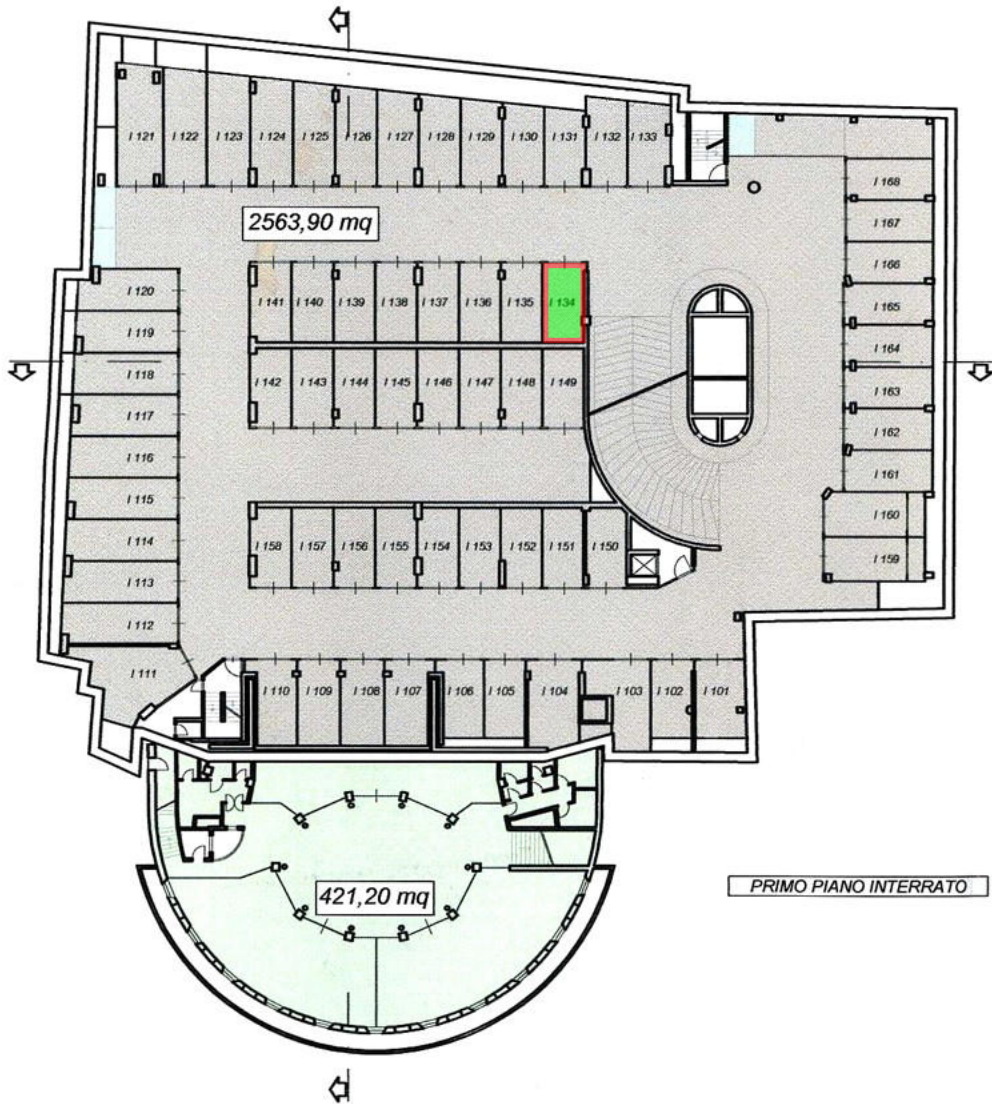 I 121 I 122 I 123 I 124 I 125 I 126 I 127 I 128 I 129 I 130 I 131 I 132 I 133
2563,90 mq
I 168
I 167
I 166
I 165
I 164
I 163
I 162
I 161
I 160
I 159
I 120
I 119
I 118
I 117
I 116
I 115
I 114
I 113
I 112
I 111
I 141 I 140 I 139 I 138 I 137 I 136 I 135 I 134
I 142 I 143 I 144 I 145 I 146 I 147 I 148 I 149
I 158 I 157 I 156 I 155 I 154 I 153 I 152 I 151 I 150
I 110 I 109 I 108 I 107 I 106 I 105 I 104 I 103 I 102 I 101
421,20 mq
PRIMO PIANO INTERRATO